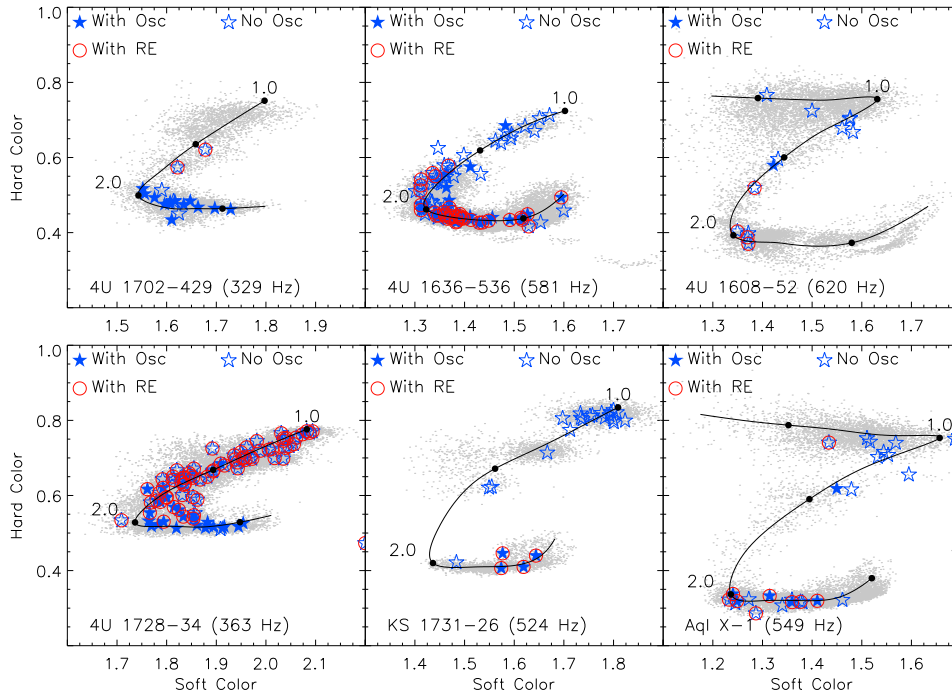 With Osc No Osc
With RE
1.0
2.0
4U 1702-429 (329 Hz)
With Osc No Osc
With RE
1.0
2.0
4U 1636-536 (581 Hz)
With Osc No Osc
With RE
1.0
2.0
4U 1608-52 (620 Hz)
Hard Color
1.0
0.8
0.6
0.4
1.5 1.6 1.7 1.8 1.9
1.3 1.4 1.5 1.6 1.7 1.8
1.3 1.4 1.5 1.6
With Osc No Osc
With RE
1.0
2.0
4U 1728-34 (363 Hz)
With Osc No Osc
With RE
1.0
2.0
KS 1731-26 (524 Hz)
With Osc No Osc
With RE
1.0
2.0
Aql X-1 (549 Hz)
Hard Color
1.0
0.8
0.6
0.4
1.7 1.8 1.9 2.0 2.1
1.4 1.5 1.6 1.7 1.8
1.2 1.3 1.4 1.5 1.6
Soft Color
Soft Color
Soft Color